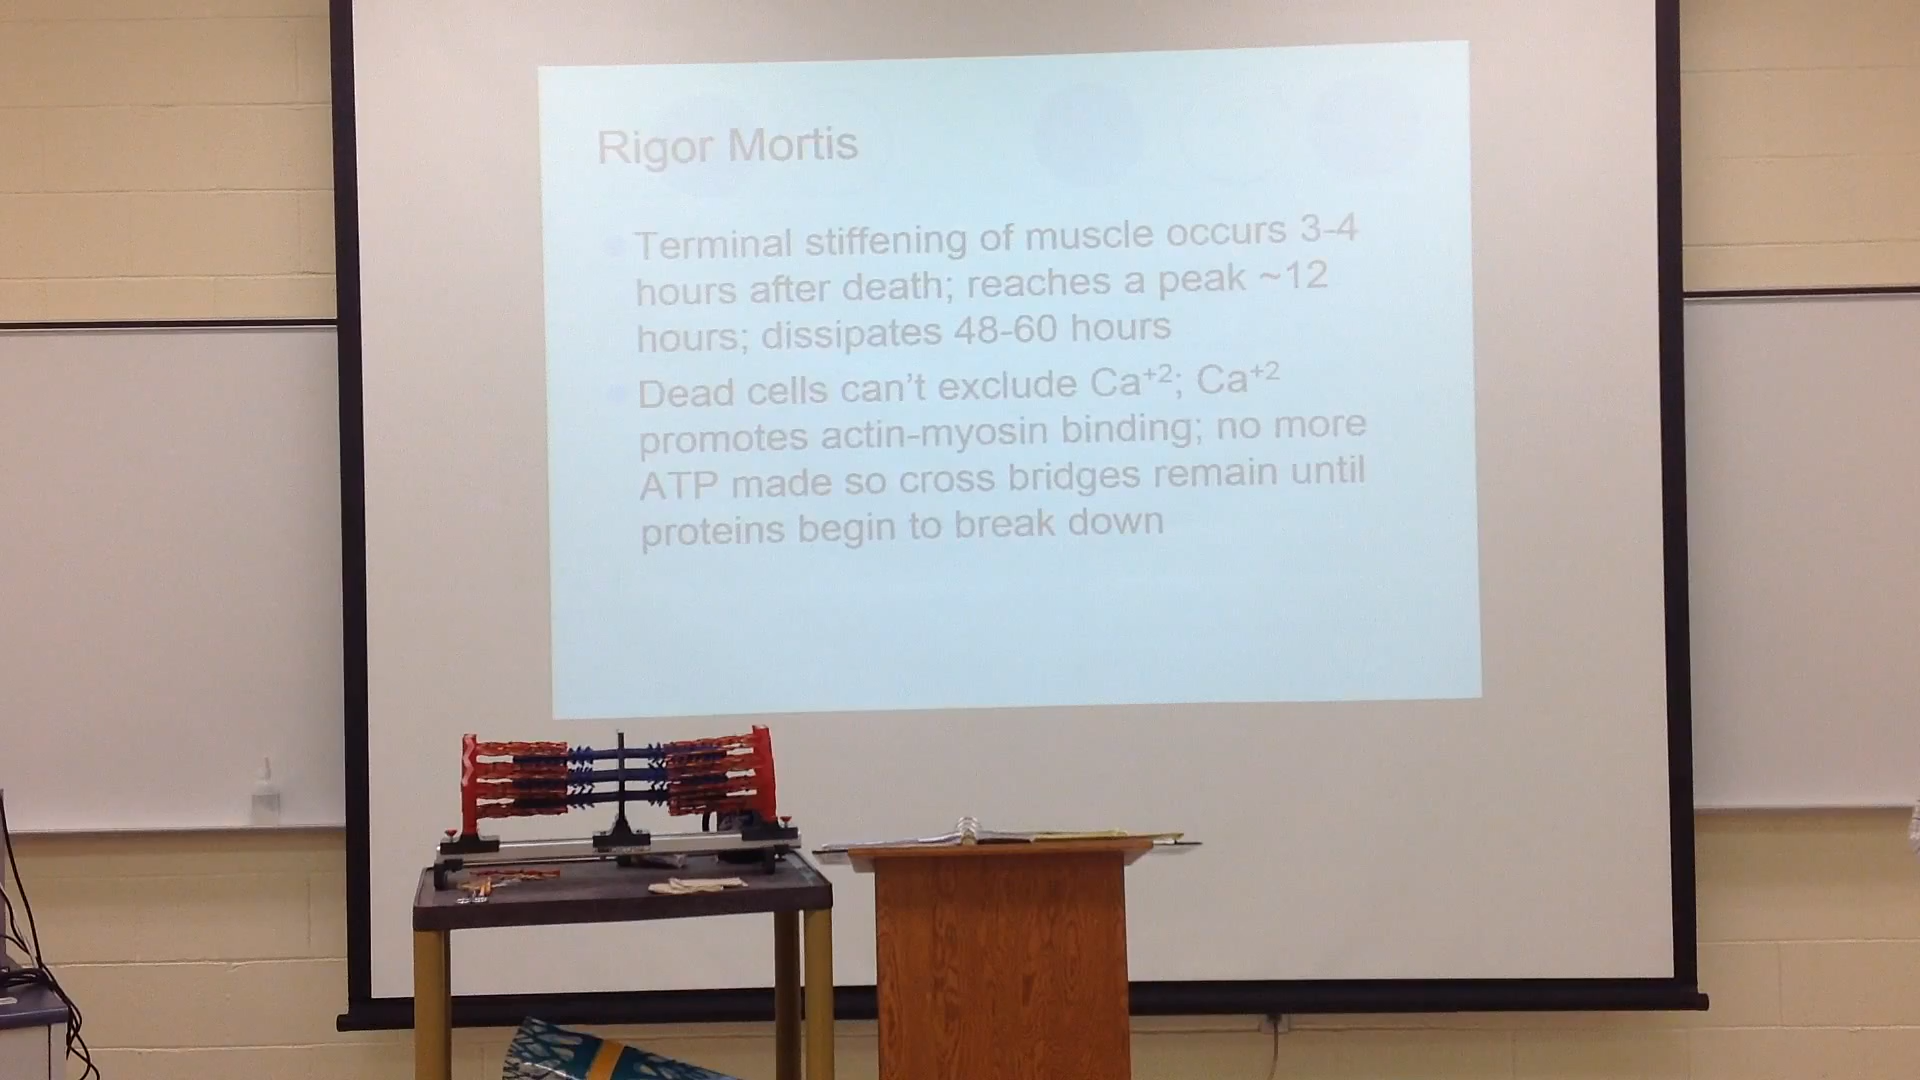 Rigor Mortis
Terminal stiffening of muscle occurs 3-4
hours after death; reaches a peak ~12
hours; dissipates 48-60 hours
Dead cells can't exclude Ca⁺²; Ca⁺²
promotes actin-myosin binding; no more
ATP made so cross bridges remain until
proteins begin to break down